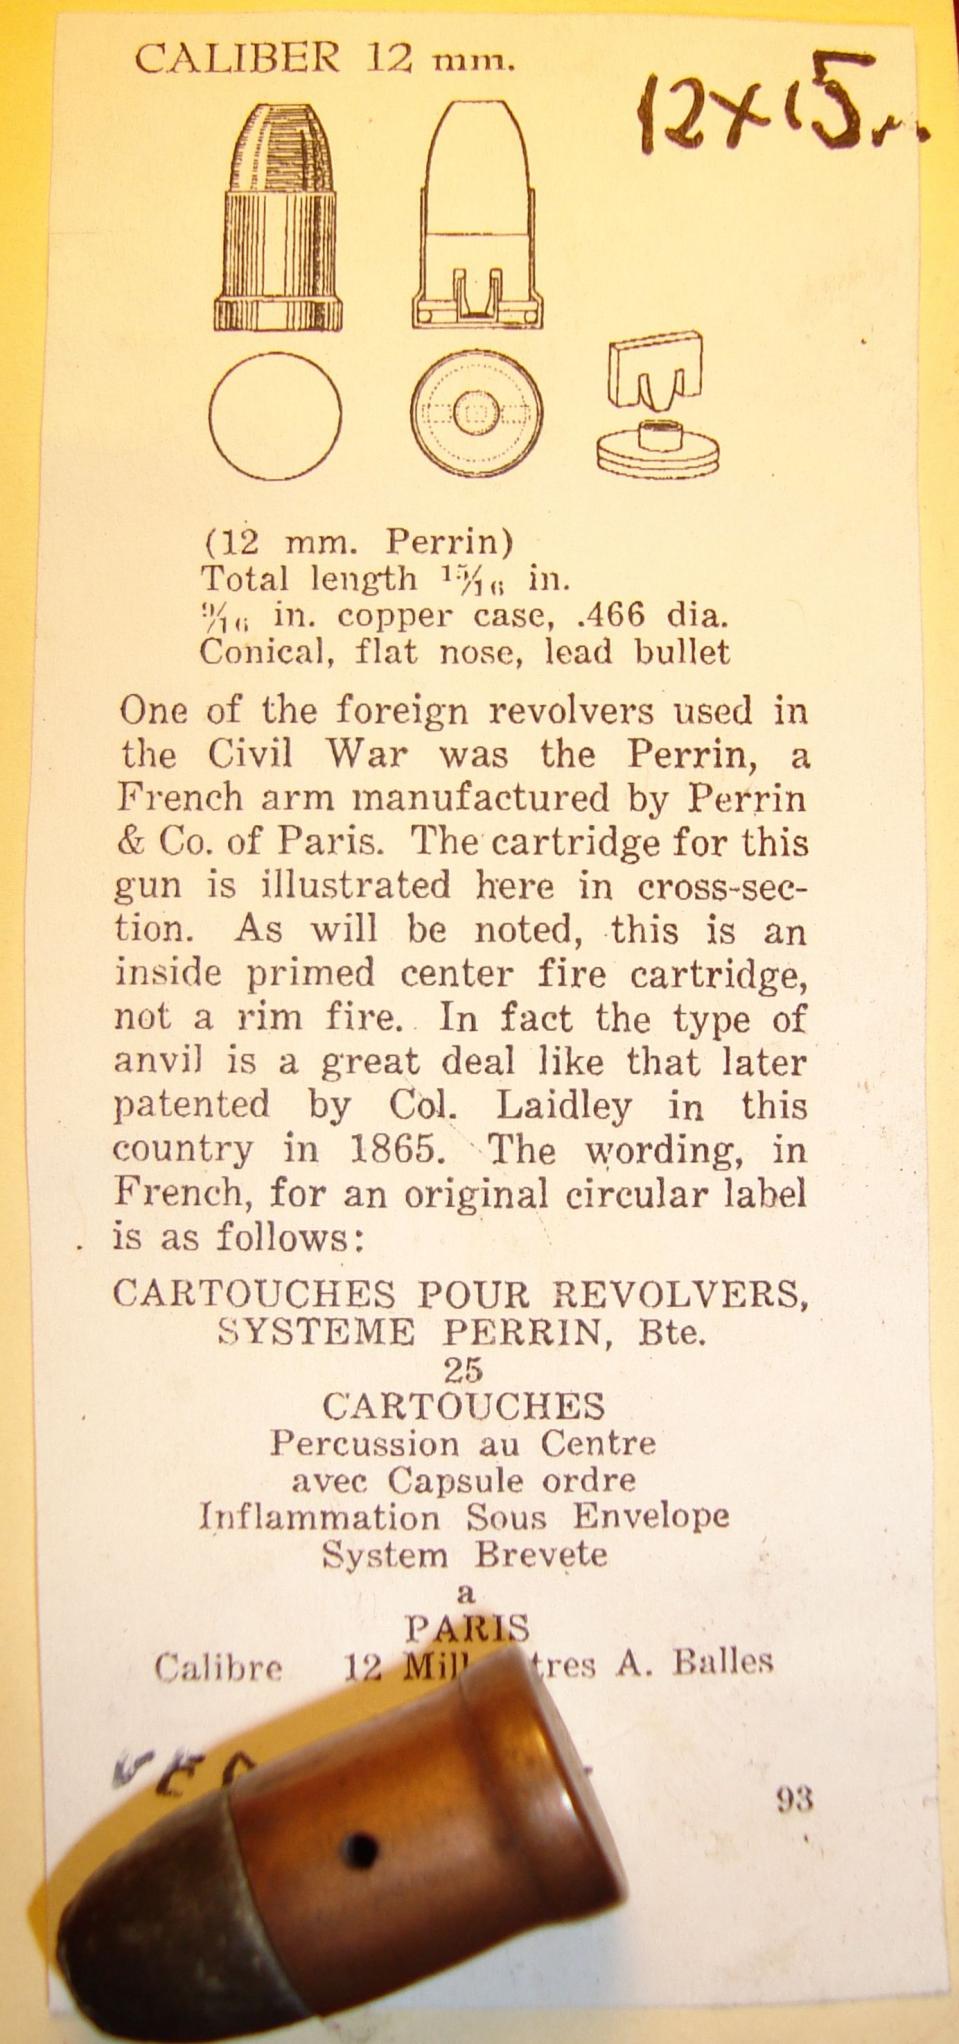 CALIBER 12 mm.
12x15
(12 mm. Perrin)
Total length 15/16 in.
9/16 in. copper case, .466 dia.
Conical, flat nose, lead bullet
One of the foreign revolvers used in
the Civil War was the Perrin, a
French arm manufactured by Perrin
& Co. of Paris. The cartridge for this
gun is illustrated here in cross-sec-
tion. As will be noted, this is an
inside primed center fire cartridge,
not a rim fire. In fact the type of
anvil is a great deal like that later
patented by Col. Laidley in this
country in 1865. The wording, in
French, for an original circular label
is as follows:
CARTOUCHES POUR REVOLVERS,
SYSTEME PERRIN, Bte.
25
CARTOUCHES
Percussion au Centre
avec Capsule ordre
Inflammation Sous Envelope
System Brevete
a
PARIS
Calibre 12 A. Balles
93